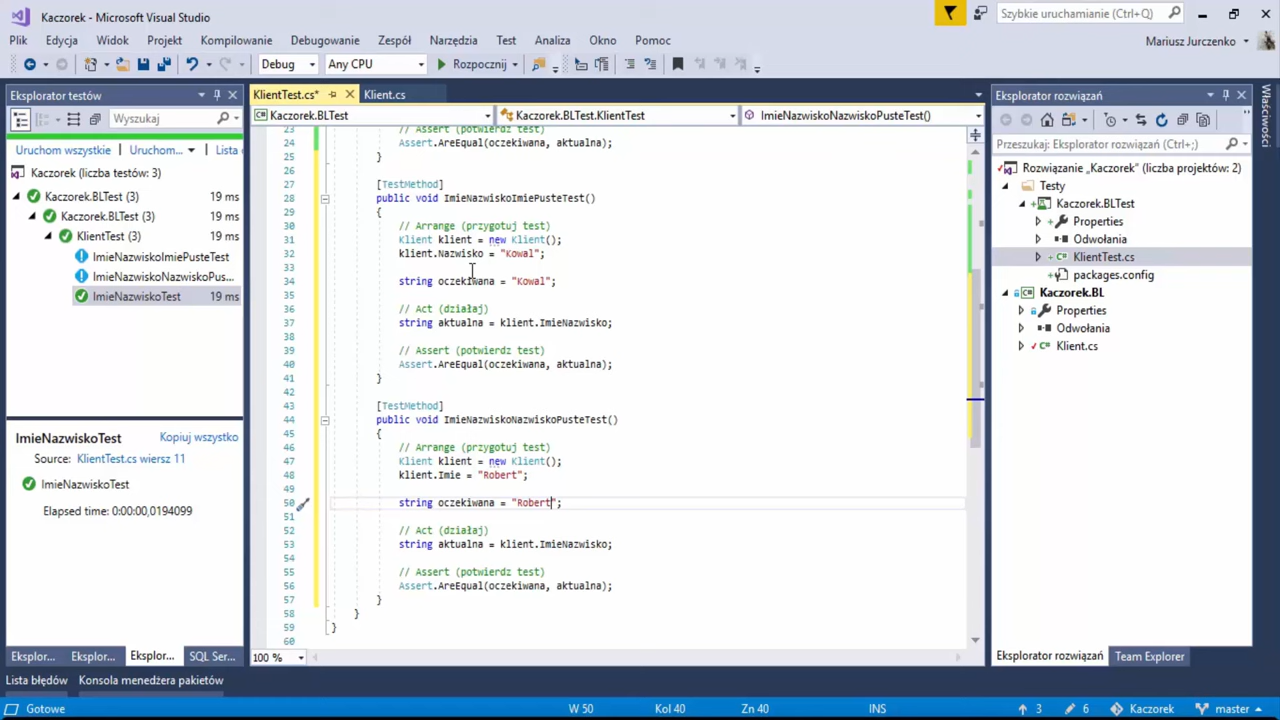 Kaczorek - Microsoft Visual Studio
Szybkie uruchamianie (Ctrl+Q)
Plik Edycja Widok Projekt Kompilowanie Debugowanie Zespół Narzędzia Test Analiza Okno Pomoc
Mariusz Jurczenko
Debug Any CPU Rozpocznij
Eksplorator testów
Wyszukaj
Uruchom wszystkie Uruchom... Lista
Kaczorek (liczba testów: 3)
Kaczorek.BLTest (3) 19 ms
Kaczorek.BLTest (3) 19 ms
KlientTest (3) 19 ms
ImieNazwiskoImiePusteTest
ImieNazwiskoNazwiskoPus...
ImieNazwiskoTest 19 ms
ImieNazwiskoTest Kopiuj wszystko
Source: KlientTest.cs wiersz 11
ImieNazwiskoTest
Elapsed time: 0:00:00,0194099
Eksplor... Eksplor... Eksplo... SQL Ser...
KlientTest.cs* Klient.cs
Kaczorek.BLTest Kaczorek.BLTest.KlientTest ImieNazwiskoNazwiskoPusteTest()
23 // Assert (potwierdź test)
24 Assert.AreEqual(oczekiwana, aktualna);
25 }
26
27 [TestMethod]
28 public void ImieNazwiskoImiePusteTest()
29 {
30 // Arrange (przygotuj test)
31 Klient klient = new Klient();
32 klient.Nazwisko = "Kowal";
33
34 string oczekiwana = "Kowal";
35
36 // Act (działaj)
37 string aktualna = klient.ImieNazwisko;
38
39 // Assert (potwierdz test)
40 Assert.AreEqual(oczekiwana, aktualna);
41 }
42
43 [TestMethod]
44 public void ImieNazwiskoNazwiskoPusteTest()
45 {
46 // Arrange (przygotuj test)
47 Klient klient = new Klient();
48 klient.Imie = "Robert";
49
50 string oczekiwana = "Robert";
51
52 // Act (działaj)
53 string aktualna = klient.ImieNazwisko;
54
55 // Assert (potwierdz test)
56 Assert.AreEqual(oczekiwana, aktualna);
57 }
58 }
59 }
60
100 %
Eksplorator rozwiązań
Przeszukaj: Eksplorator rozwiązań (Ctrl+;)
Rozwiązanie „Kaczorek" (liczba projektów: 2)
Testy
Kaczorek.BLTest
Properties
Odwołania
KlientTest.cs
packages.config
Kaczorek.BL
Properties
Odwołania
Klient.cs
Eksplorator rozwiązań Team Explorer
Właściwości
Lista błędów Konsola menedżera pakietów
Gotowe W 50 Kol 40 Zn 40 INS 3 6 Kaczorek master